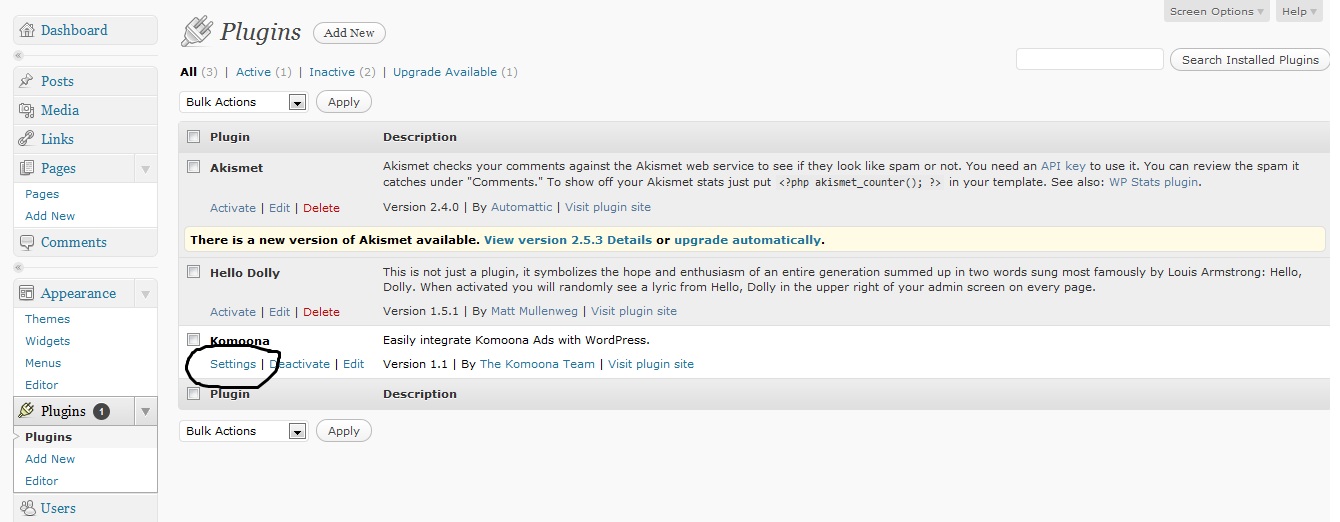 Screen Options Help
Dashboard
Plugins Add New
Search Installed Plugins
All (3) | Active (1) | Inactive (2) | Upgrade Available (1)
Bulk Actions Apply
Posts
Media
Links
Pages
Pages
Add New
Comments
Appearance
Themes
Widgets
Menus
Editor
Plugins 1
Plugins
Add New
Editor
Users
Plugin Description
Akismet Akismet checks your comments against the Akismet web service to see if they look like spam or not. You need an API key to use it. You can review the spam it
catches under "Comments." To show off your Akismet stats just put <?php akismet_counter(); ?> in your template. See also: WP Stats plugin.
Activate | Edit | Delete Version 2.4.0 | By Automattic | Visit plugin site
There is a new version of Akismet available. View version 2.5.3 Details or upgrade automatically.
Hello Dolly This is not just a plugin, it symbolizes the hope and enthusiasm of an entire generation summed up in two words sung most famously by Louis Armstrong: Hello,
Dolly. When activated you will randomly see a lyric from Hello, Dolly in the upper right of your admin screen on every page.
Activate | Edit | Delete Version 1.5.1 | By Matt Mullenweg | Visit plugin site
Komoona Easily integrate Komoona Ads with WordPress.
Settings | Deactivate | Edit Version 1.1 | By The Komoona Team | Visit plugin site
Plugin Description
Bulk Actions Apply